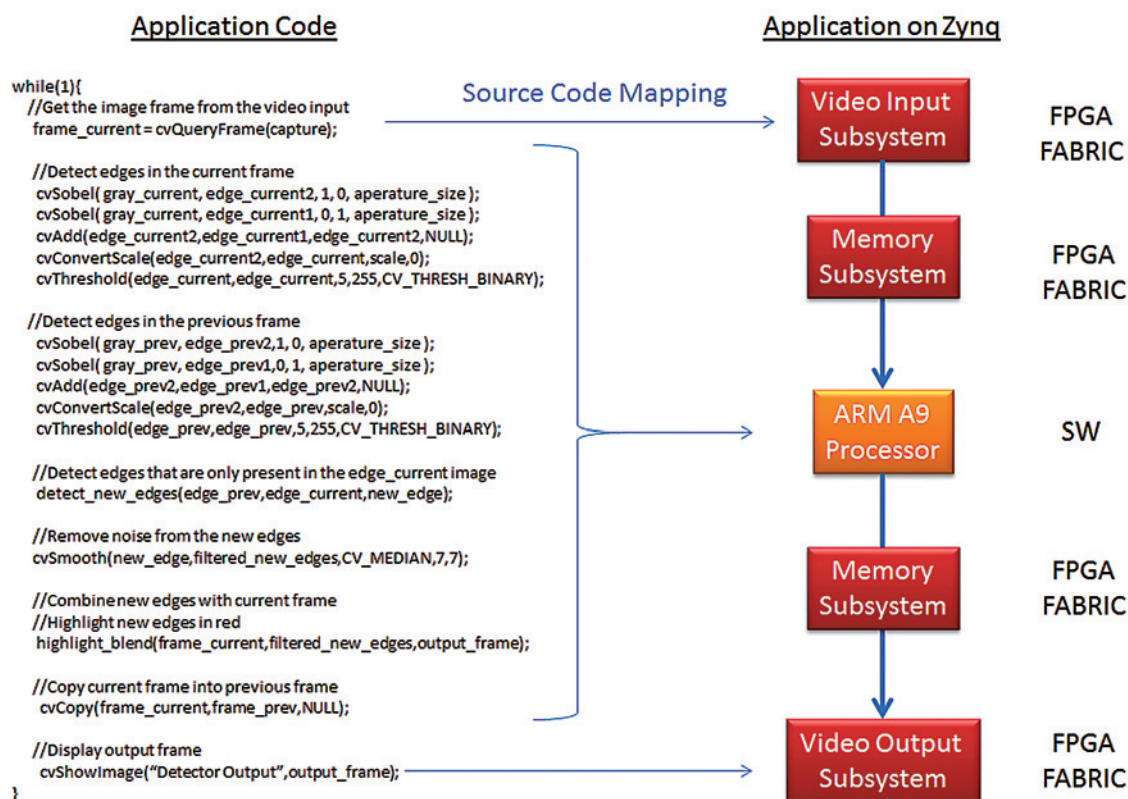 Application Code
while(1){
//Get the image frame from the video input
frame_current = cvQueryFrame(capture);
//Detect edges in the current frame
cvSobel( gray_current, edge_current2, 1, 0, aperature_size );
cvSobel( gray_current, edge_current1, 0, 1, aperature_size );
cvAdd(edge_current2,edge_current1,edge_current2,NULL);
cvConvertScale(edge_current2,edge_current,scale,0);
cvThreshold(edge_current,edge_current,5,255,CV_THRESH_BINARY);
//Detect edges in the previous frame
cvSobel( gray_prev, edge_prev2,1, 0, aperature_size );
cvSobel( gray_prev, edge_prev1,0, 1, aperature_size );
cvAdd(edge_prev2,edge_prev1,edge_prev2,NULL);
cvConvertScale(edge_prev2,edge_prev,scale,0);
cvThreshold(edge_prev,edge_prev,5,255,CV_THRESH_BINARY);
//Detect edges that are only present in the edge_current image
detect_new_edges(edge_prev,edge_current,new_edge);
//Remove noise from the new edges
cvSmooth(new_edge,filtered_new_edges,CV_MEDIAN,7,7);
//Combine new edges with current frame
//Highlight new edges in red
highlight_blend(frame_current,filtered_new_edges,output_frame);
//Copy current frame into previous frame
cvCopy(frame_current,frame_prev,NULL);
//Display output frame
cvShowImage(“Detector Output”,output_frame);
}
Source Code Mapping
Application on Zynq
Video Input
Subsystem
FPGA
FABRIC
Memory
Subsystem
FPGA
FABRIC
ARM A9
Processor
SW
Memory
Subsystem
FPGA
FABRIC
Video Output
Subsystem
FPGA
FABRIC